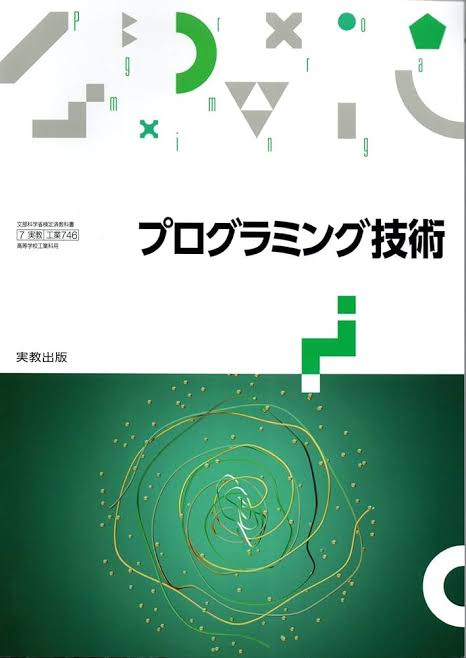 Programming
文部科学省検定済教科書
7 実教 工業746
高等学校工業科用
プログラミング技術
実教出版